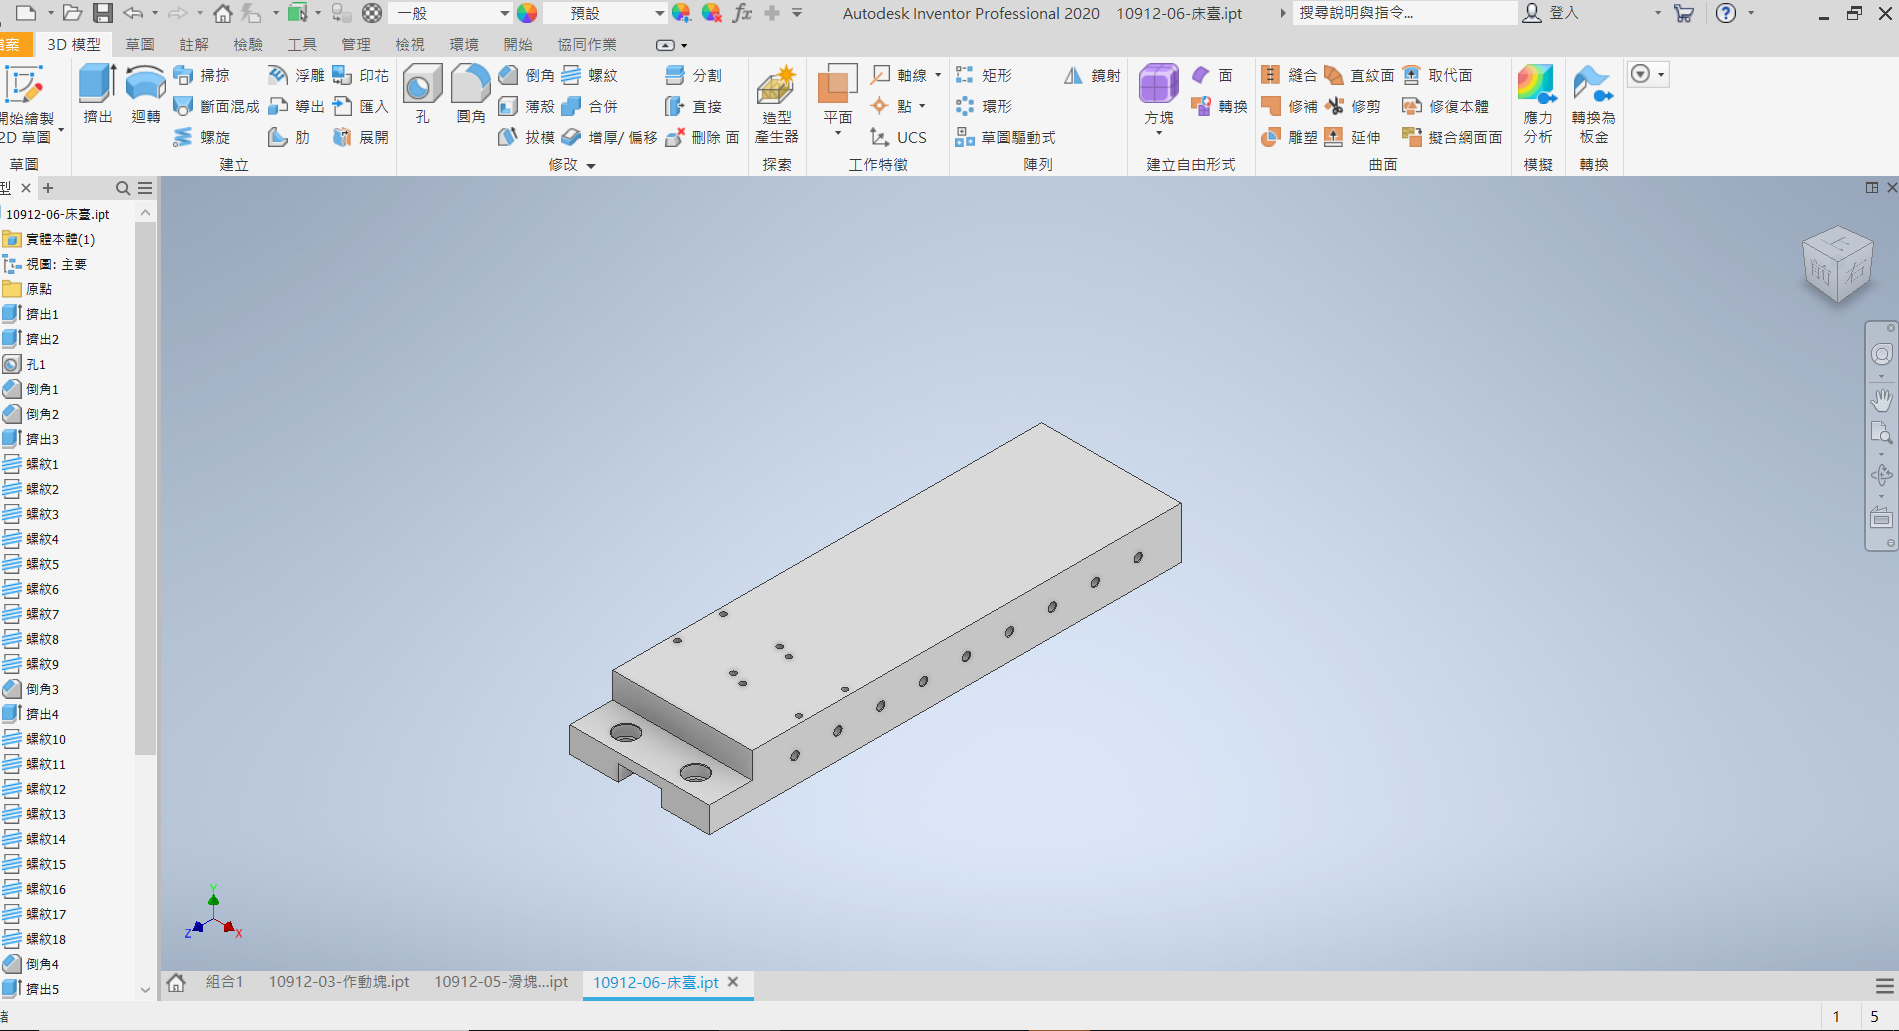 一般
預設
fx
Autodesk Inventor Professional 2020 10912-06-床臺.ipt
搜尋說明與指令...
登入
檔案 3D 模型 草圖 註解 檢驗 工具 管理 檢視 環境 開始 協同作業
開始繪製
2D 草圖
草圖
擠出
迴轉
掃掠
斷面混成
螺旋
浮雕
導出
肋
印花
匯入
展開
建立
孔
圓角
倒角
薄殼
拔模
螺紋
合併
增厚/ 偏移
分割
直接
刪除 面
修改
造型
產生器
探索
平面
軸線
點
UCS
工作特徵
矩形
環形
草圖驅動式
鏡射
陣列
方塊
面
轉換
建立自由形式
縫合
修補
雕塑
直紋面
修剪
延伸
取代面
修復本體
擬合網面面
曲面
應力
分析
模擬
轉換為
板金
轉換
型
10912-06-床臺.ipt
實體本體(1)
視圖: 主要
原點
擠出1
擠出2
孔1
倒角1
倒角2
擠出3
螺紋1
螺紋2
螺紋3
螺紋4
螺紋5
螺紋6
螺紋7
螺紋8
螺紋9
倒角3
擠出4
螺紋10
螺紋11
螺紋12
螺紋13
螺紋14
螺紋15
螺紋16
螺紋17
螺紋18
倒角4
擠出5
上
前
右
Y
Z
X
組合1 10912-03-作動塊.ipt 10912-05-滑塊...ipt 10912-06-床臺.ipt
1 5